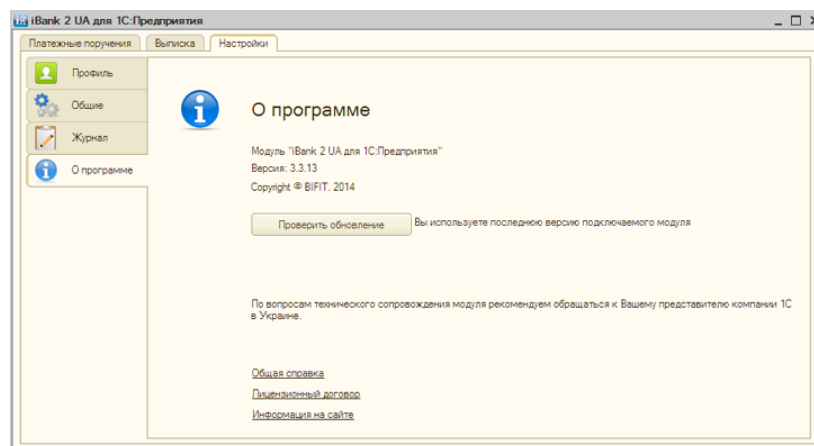 iBank 2 UA для 1С:Предприятия
Платежные поручения
Выписка
Настройки
Профиль
Общие
Журнал
О программе
О программе
Модуль "iBank 2 UA для 1С:Предприятия"
Версия: 3.3.13
Copyright © BIFIT. 2014
Проверить обновление
Вы используете последнюю версию подключаемого модуля
По вопросам технического сопровождения модуля рекомендуем обращаться к Вашему представителю компании 1С
в Украине.
Общая справка
Лицензионный договор
Информация на сайте